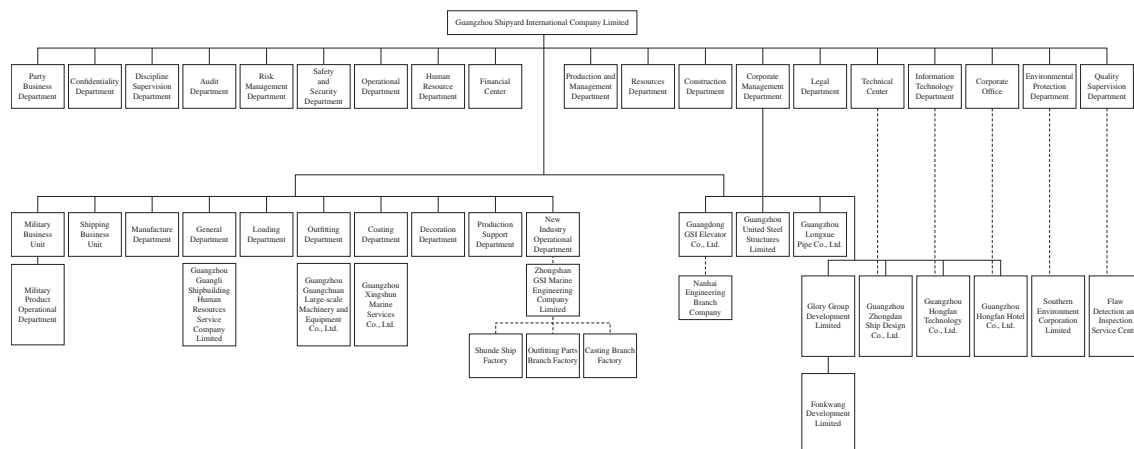 Guangzhou Shipyard International Company Limited
Party
Business
Department
Confidentiality
Department
Discipline
Supervision
Department
Audit
Department
Risk
Management
Department
Safety
and
Security
Department
Operational
Department
Human
Resource
Department
Financial
Center
Production and
Management
Department
Resources
Department
Construction
Department
Corporate
Management
Department
Legal
Department
Technical
Center
Information
Technology
Department
Corporate
Office
Environmental
Protection
Department
Quality
Supervision
Department
Military
Business
Unit
Shipping
Business
Unit
Manufacture
Department
General
Department
Loading
Department
Outfitting
Department
Coating
Department
Decoration
Department
Production
Support
Department
New
Industry
Operational
Department
Guangdong
GSI Elevator
Co., Ltd.
Guangzhou
United Steel
Structures
Limited
Guangzhou
Longxue
Pipe Co., Ltd.
Military
Product
Operational
Department
Guangzhou
Guangli
Shipbuilding
Human
Resources
Service
Company
Limited
Guangzhou
Guangchuan
Large-scale
Machinery and
Equipment
Co., Ltd.
Guangzhou
Xingshun
Marine
Services
Co., Ltd.
Zhongshan
GSI Marine
Engineering
Company
Limited
Nanhai
Engineering
Branch
Company
Glory Group
Development
Limited
Guangzhou
Zhongdan
Ship Design
Co., Ltd.
Guangzhou
Hongfan
Technology
Co., Ltd.
Guangzhou
Hongfan Hotel
Co., Ltd.
Southern
Environment
Corporation
Limited
Flaw
Detection and
Inspection
Service Center
Shunde Ship
Factory
Outfitting Parts
Branch Factory
Casting Branch
Factory
Fonkwang
Development
Limited